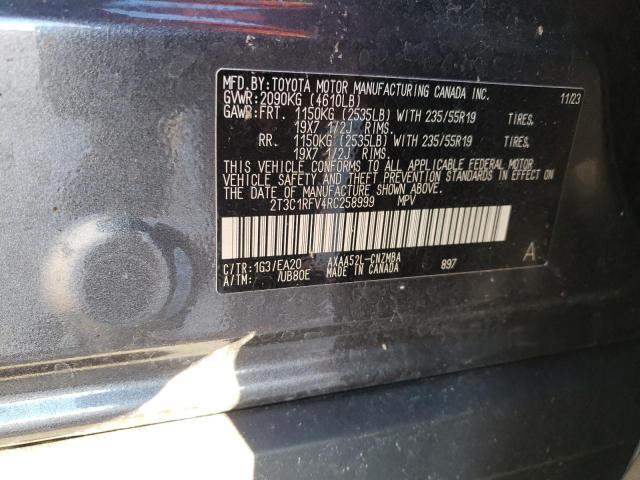 MFD.BY:TOYOTA MOTOR MANUFACTURING CANADA INC.
GVWR:2090KG (4610LB) 11/23
GAWR:FRT. 1150KG (2535LB) WITH 235/55R19 TIRES,
19X7 1/2J RIMS.
RR. 1150KG (2535LB) WITH 235/55R19 TIRES,
19X7 1/2J RIMS.
THIS VEHICLE CONFORMS TO ALL APPLICABLE FEDERAL MOTOR
VEHICLE SAFETY AND THEFT PREVENTION STANDARDS IN EFFECT ON
THE DATE OF MANUFACTURE SHOWN ABOVE.
2T3C1RFV4RC258999 MPV
A
C/TR:1G3/EA20 AXAA52L-CNZMBA 897
A/TM: /UB80E MADE IN CANADA